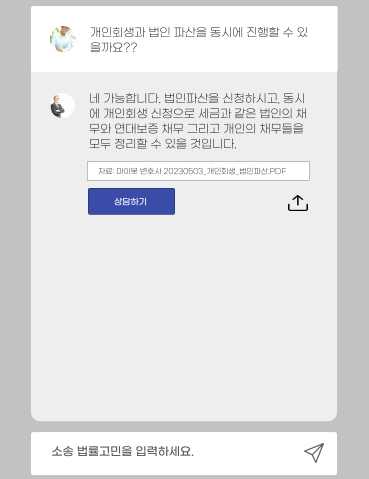 개인회생과 법인 파산을 동시에 진행할 수 있
을까요??
네 가능합니다. 법인파산을 신청하시고, 동시
에 개인회생 신청으로 세금과 같은 법인의 채
무와 연대보증 채무 그리고 개인의 채무들을
모두 정리할 수 있을 것입니다.
자료: 마이봇 변호사 20230503_개인회생_법인파산.PDF
상담하기
소송 법률고민을 입력하세요.